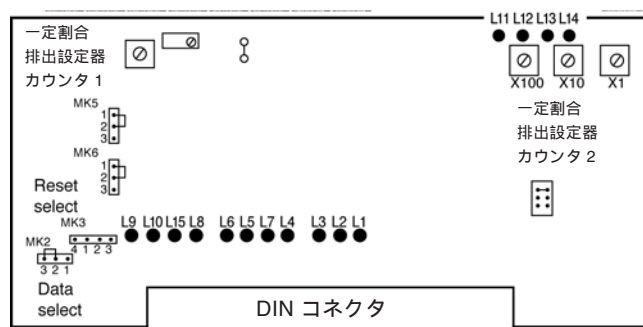 一定割合
排出設定器
カウンタ 1
L11 L12 L13 L14
X100 X10 X1
一定割合
排出設定器
カウンタ 2
MK5
1
2
3
MK6
1
2
3
Reset
select
MK3
4 1 2 3
L9 L10 L15 L8 L6 L5 L7 L4 L3 L2 L1
MK2
3 2 1
Data
select
DIN コネクタ